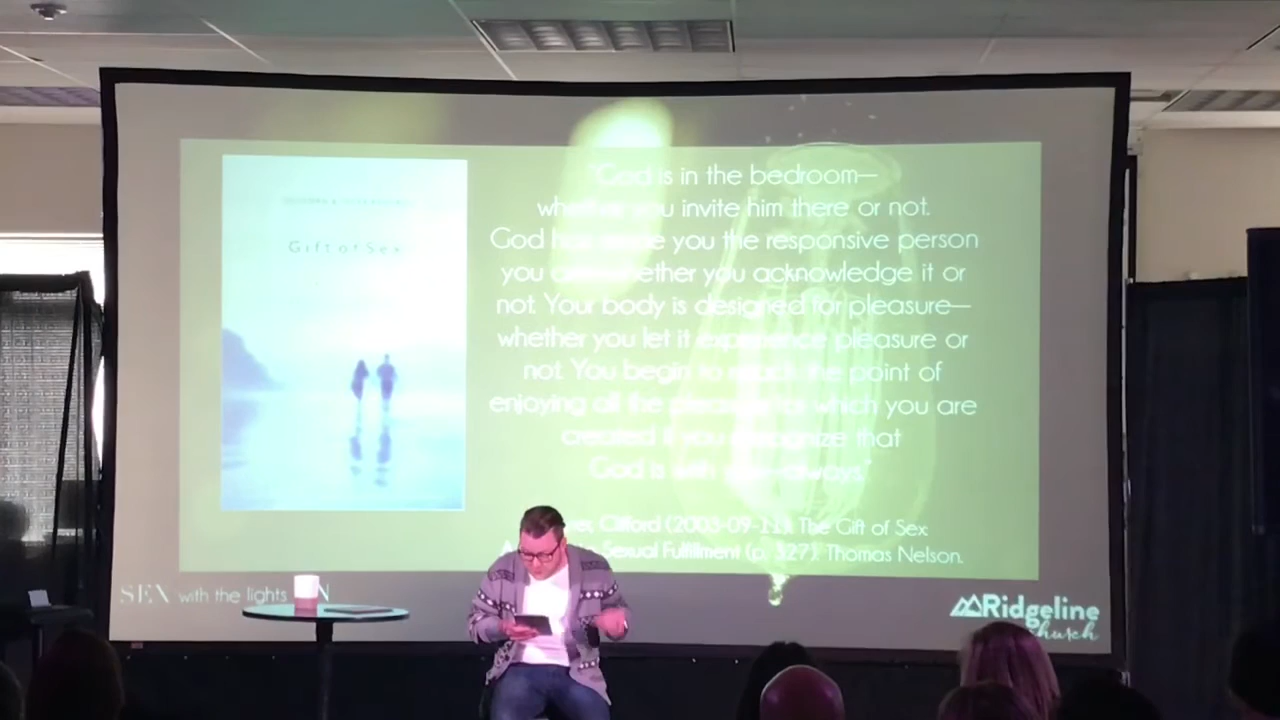 Gift of Sex
"God is in the bedroom—
whether you invite him there or not.
God has made you the responsive person
you are—whether you acknowledge it or
not. Your body is designed for pleasure—
whether you let it experience pleasure or
not. You begin to reach the point of
enjoying all the pleasure for which you are
created if you recognize that
God is with you—always."
Clifford (2003-09-11). The Gift of Sex:
Sexual Fulfillment (p. 327). Thomas Nelson.
SEX with the lights ON
Ridgeline
church